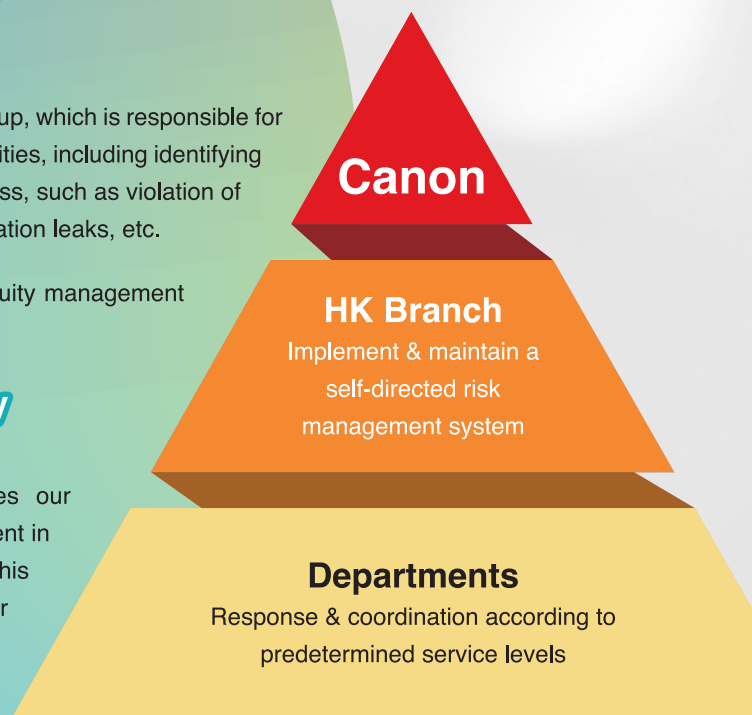 up, which is responsible for
ities, including identifying
ss, such as violation of
ation leaks, etc.
uity management
es our
ent in
his
r
Canon
HK Branch
Implement & maintain a
self-directed risk
management system
Departments
Response & coordination according to
predetermined service levels